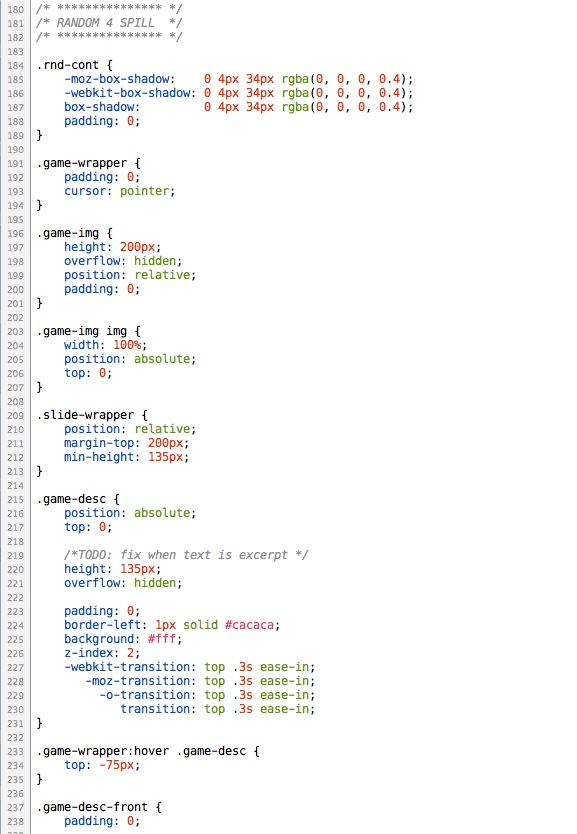 180 /* *************** */
181 /* RANDOM 4 SPILL  */
182 /* *************** */
183
184 .rnd-cont {
185     -moz-box-shadow:    0 4px 34px rgba(0, 0, 0, 0.4);
186     -webkit-box-shadow: 0 4px 34px rgba(0, 0, 0, 0.4);
187     box-shadow:         0 4px 34px rgba(0, 0, 0, 0.4);
188     padding: 0;
189 }
190
191 .game-wrapper {
192     padding: 0;
193     cursor: pointer;
194 }
195
196 .game-img {
197     height: 200px;
198     overflow: hidden;
199     position: relative;
200     padding: 0;
201 }
202
203 .game-img img {
204     width: 100%;
205     position: absolute;
206     top: 0;
207 }
208
209 .slide-wrapper {
210     position: relative;
211     margin-top: 200px;
212     min-height: 135px;
213 }
214
215 .game-desc {
216     position: absolute;
217     top: 0;
218
219     /*TODO: fix when text is excerpt */
220     height: 135px;
221     overflow: hidden;
222
223     padding: 0;
224     border-left: 1px solid #cacaca;
225     background: #fff;
226     z-index: 2;
227     -webkit-transition: top .3s ease-in;
228        -moz-transition: top .3s ease-in;
229          -o-transition: top .3s ease-in;
230             transition: top .3s ease-in;
231 }
232
233 .game-wrapper:hover .game-desc {
234     top: -75px;
235 }
236
237 .game-desc-front {
238     padding: 0;